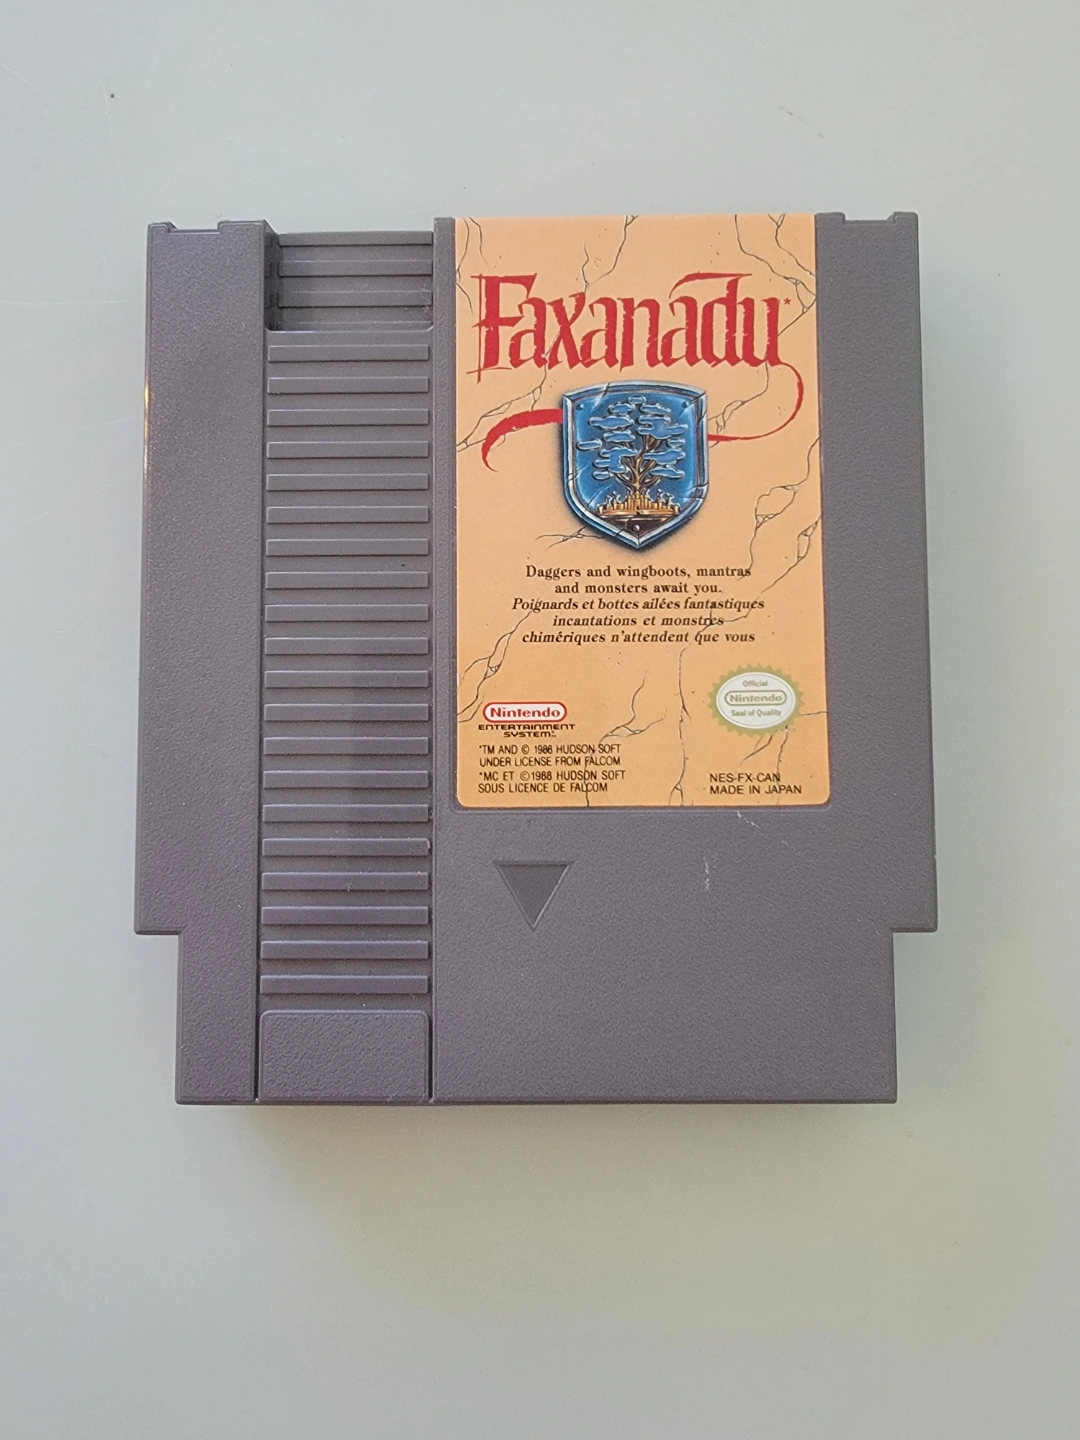 Faxanadu*
Daggers and wingboots, mantras
and monsters await you.
Poignards et bottes ailées fantastiques
incantations et monstres
chimériques n'attendent que vous
Official
Nintendo
Seal of Quality
Nintendo
ENTERTAINMENT
SYSTEM™
*TM AND © 1988 HUDSON SOFT
UNDER LICENSE FROM FALCOM
*MC ET ©1988 HUDSON SOFT
SOUS LICENCE DE FALCOM
NES-FX-CAN
MADE IN JAPAN